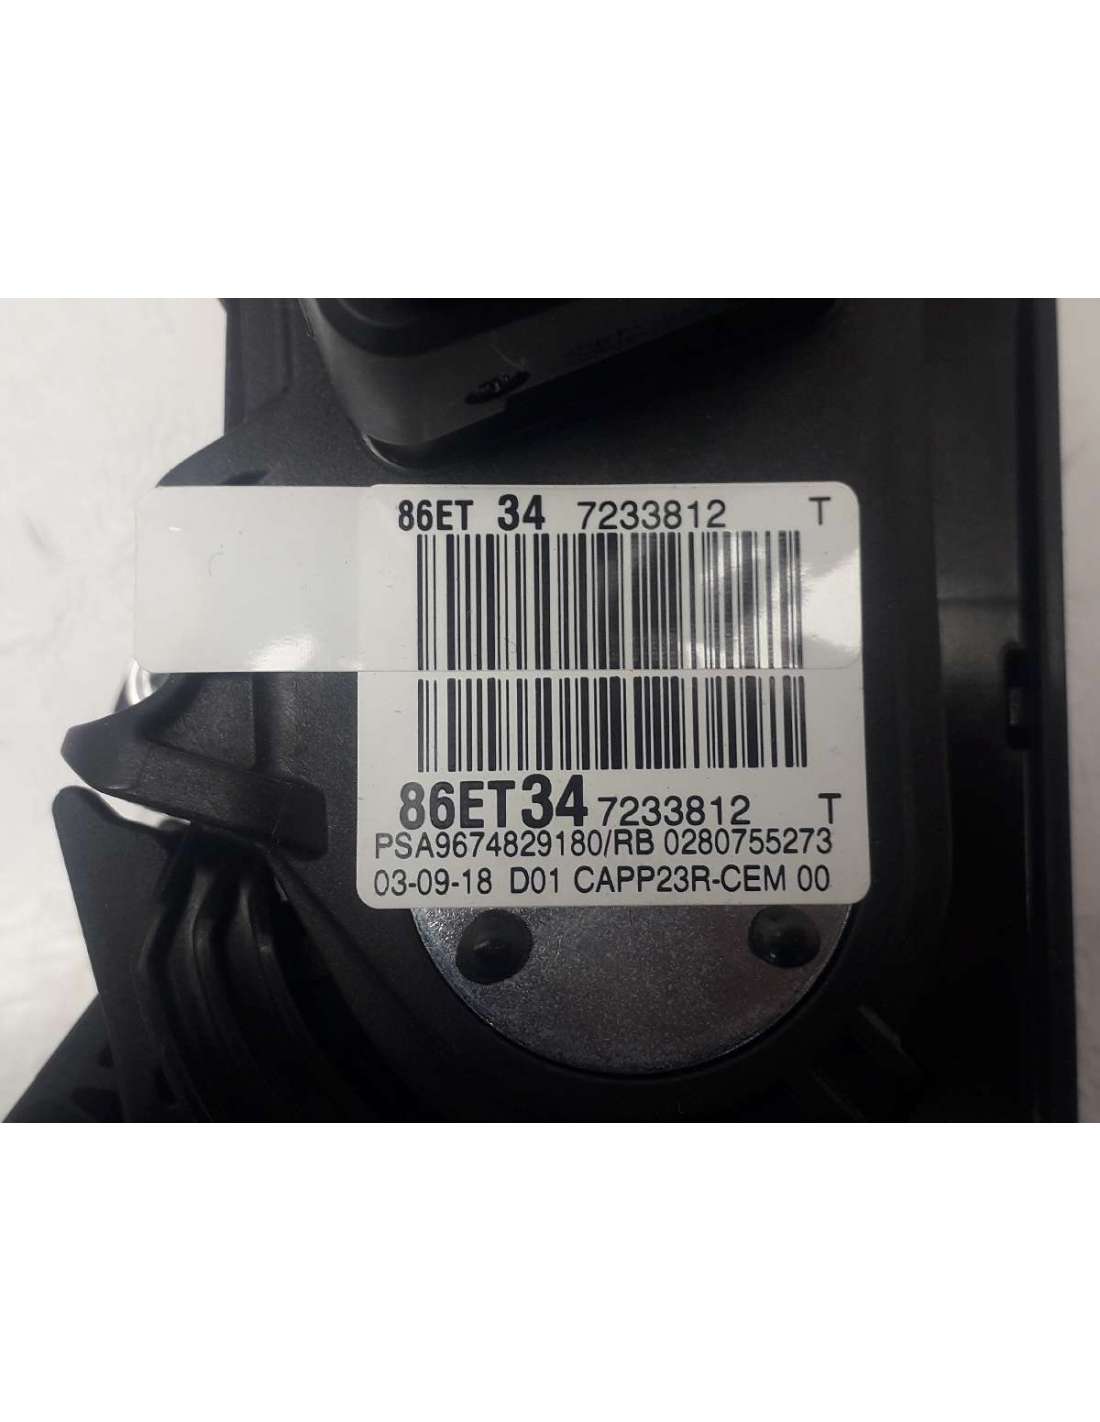 86ET 34 7233812 T
86ET34 7233812 T
PSA9674829180/RB 0280755273
03-09-18 D01 CAPP23R-CEM 00